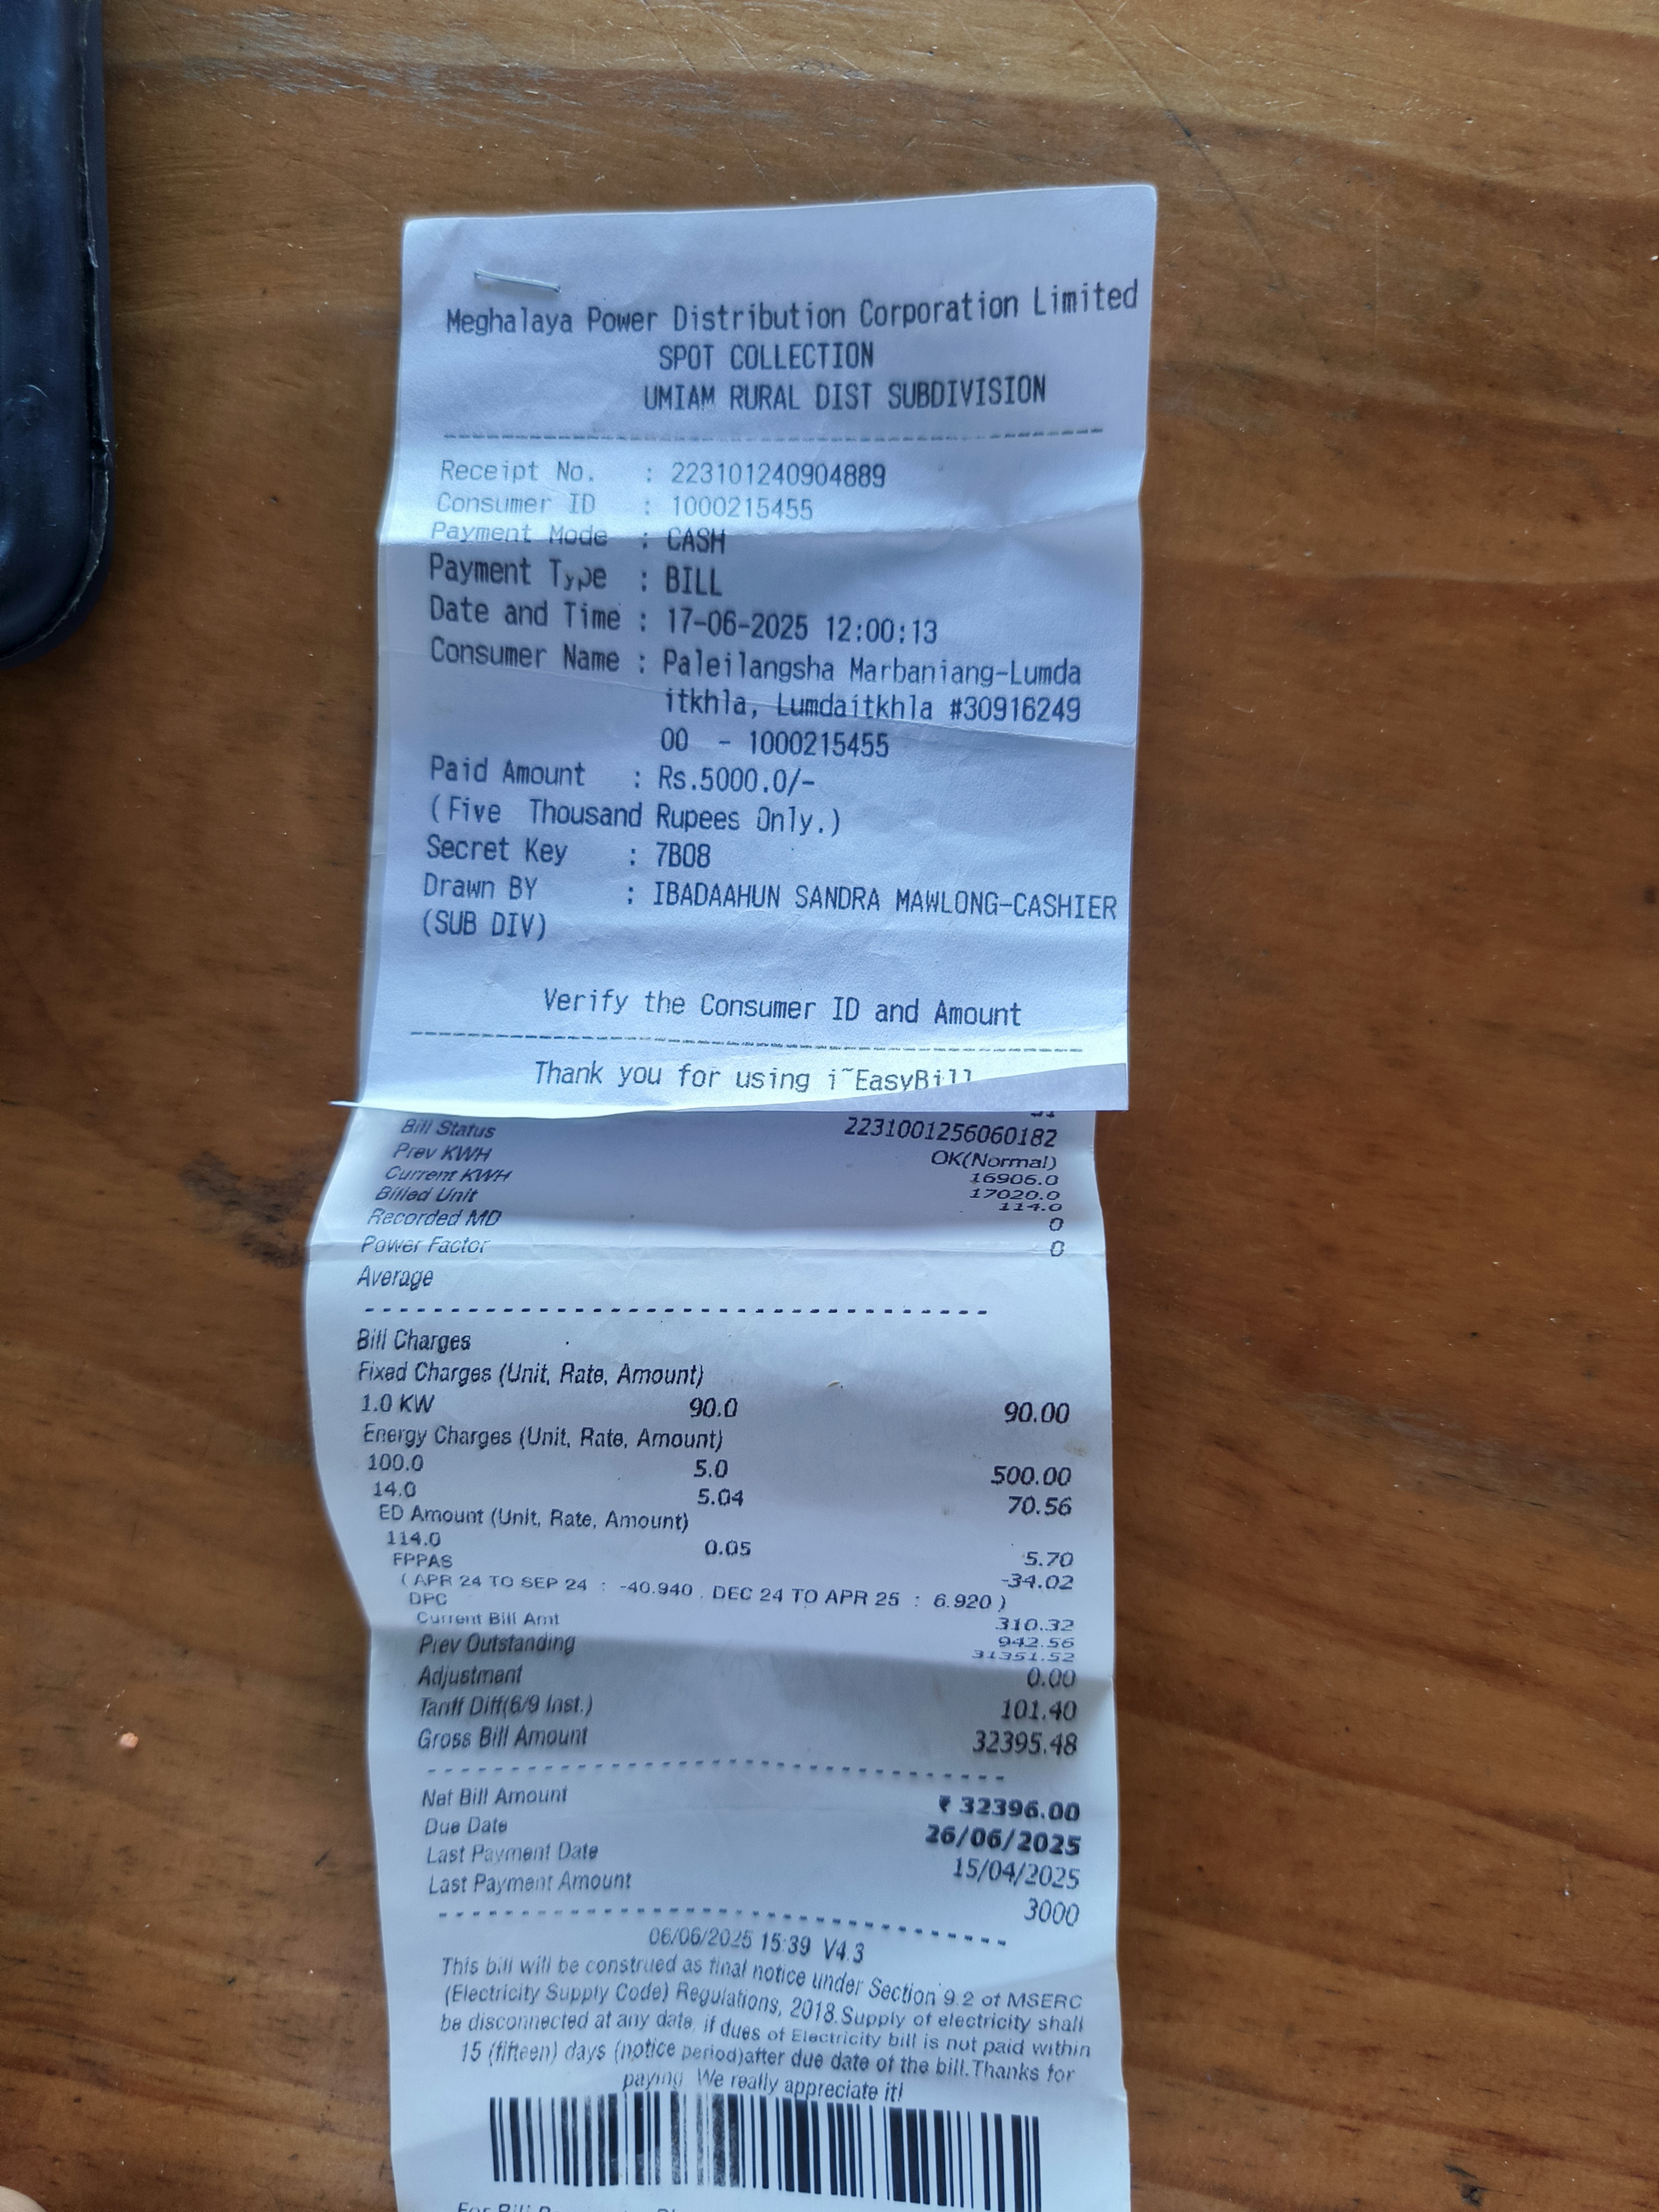 Meghalaya Power Distribution Corporation Limited
SPOT COLLECTION
UMIAM RURAL DIST SUBDIVISION
Receipt No. : 223101240904889
Consumer ID : 1000215455
Payment Mode : CASH
Payment Type : BILL
Date and Time : 17-06-2025 12:00:13
Consumer Name : Paleilangsha Marbaniang-Lumda
itkhla, Lumdaitkhla #30916249
00 - 1000215455
Paid Amount : Rs.5000.0/-
(Five Thousand Rupees Only.)
Secret Key : 7B08
Drawn BY : IBADAAHUN SANDRA MAWLONG-CASHIER
(SUB DIV)
Verify the Consumer ID and Amount
Thank you for using i~EasyBill
2231001256060182
Bill Status OK(Normal)
Prev KWH 16906.0
Current KWH 17020.0
Billed Unit 114.0
Recorded MD 0
Power Factor 0
Average
Bill Charges
Fixed Charges (Unit, Rate, Amount)
1.0 KW 90.0 90.00
Energy Charges (Unit, Rate, Amount)
100.0 5.0 500.00
14.0 5.04 70.56
ED Amount (Unit, Rate, Amount)
114.0 0.05 5.70
FPPAS -34.02
( APR 24 TO SEP 24 : -40.940 , DEC 24 TO APR 25 : 6.920 )
DPC 310.32
Current Bill Amt 942.56
Prev Outstanding 31351.52
Adjustment 0.00
Tariff Diff(6/9 Inst.) 101.40
Gross Bill Amount 32395.48
Net Bill Amount ₹ 32396.00
Due Date 26/06/2025
Last Payment Date 15/04/2025
Last Payment Amount 3000
06/06/2025 15:39 V4.3
This bill will be construed as final notice under Section 9.2 of MSERC
(Electricity Supply Code) Regulations, 2018.Supply of electricity shall
be disconnected at any date, if dues of Electricity bill is not paid within
15 (fifteen) days (notice period)after due date of the bill.Thanks for
paying. We really appreciate it!